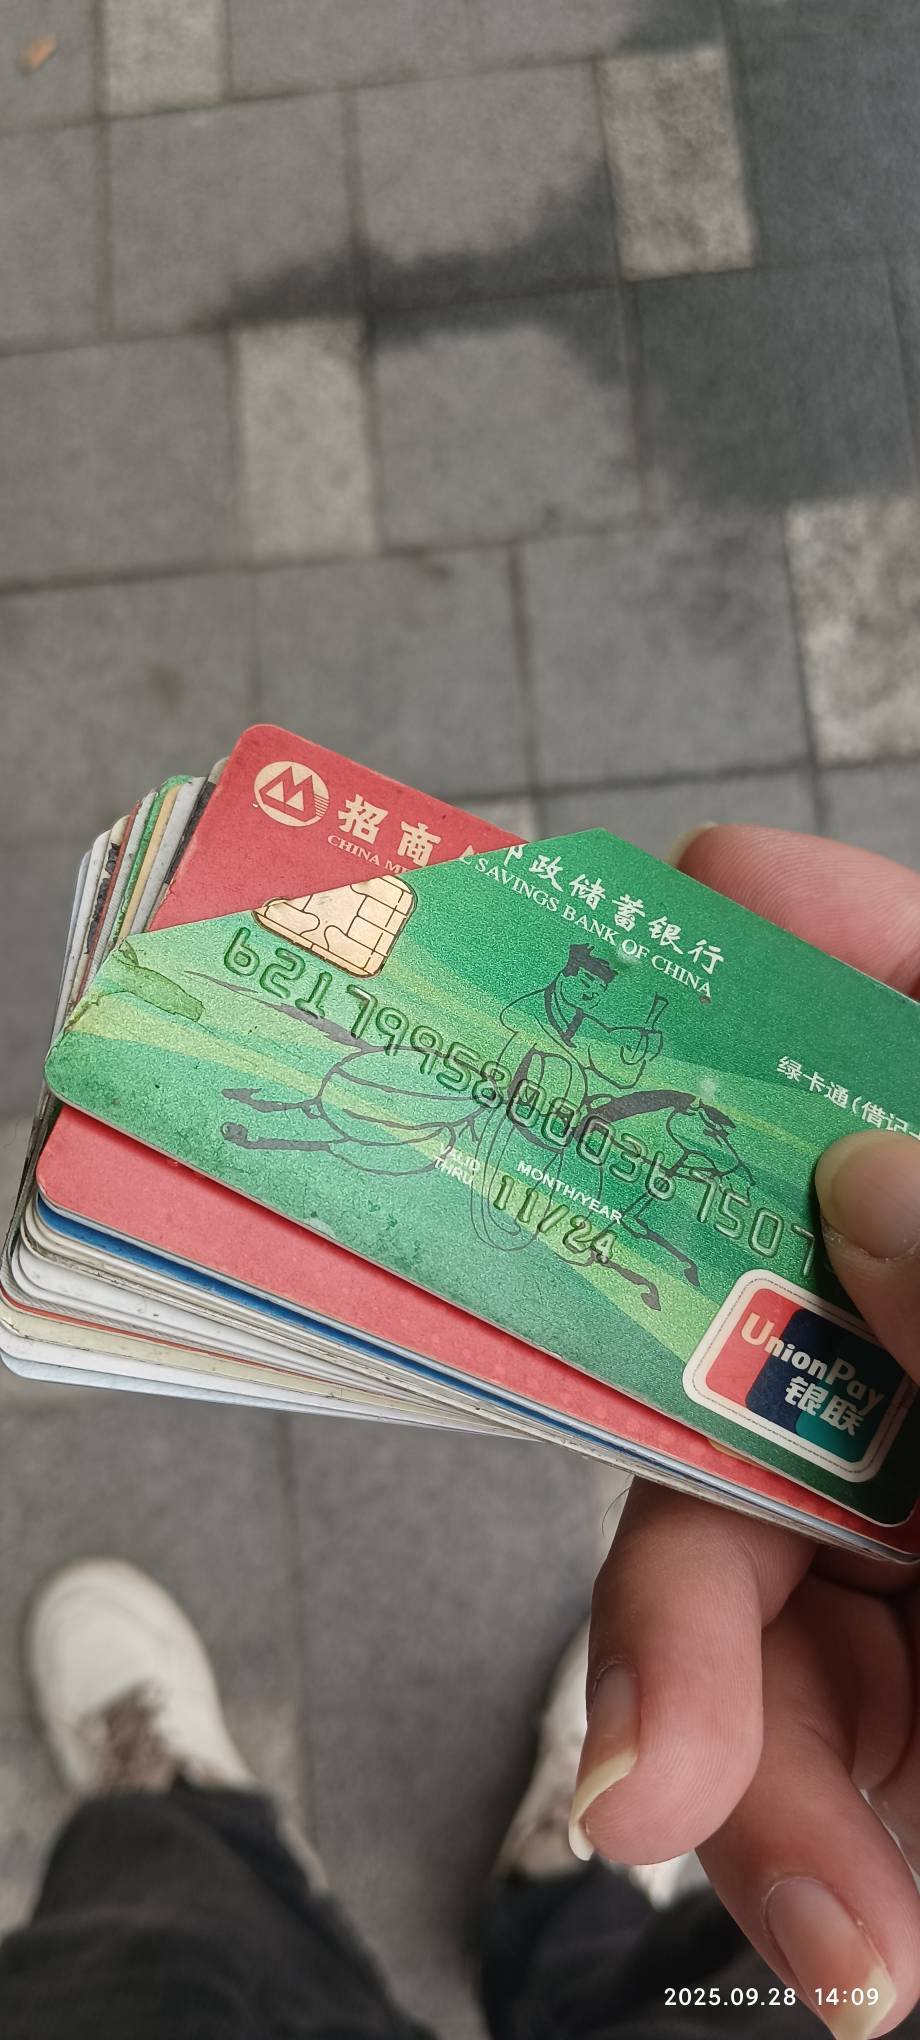 招商
CHINA M
政储蓄银行
SAVINGS BANK OF CHINA
绿卡通(借记
VALID
THRU
MONTH/YEAR
11/24
UnionPay
银联
2025.09.28 14:09